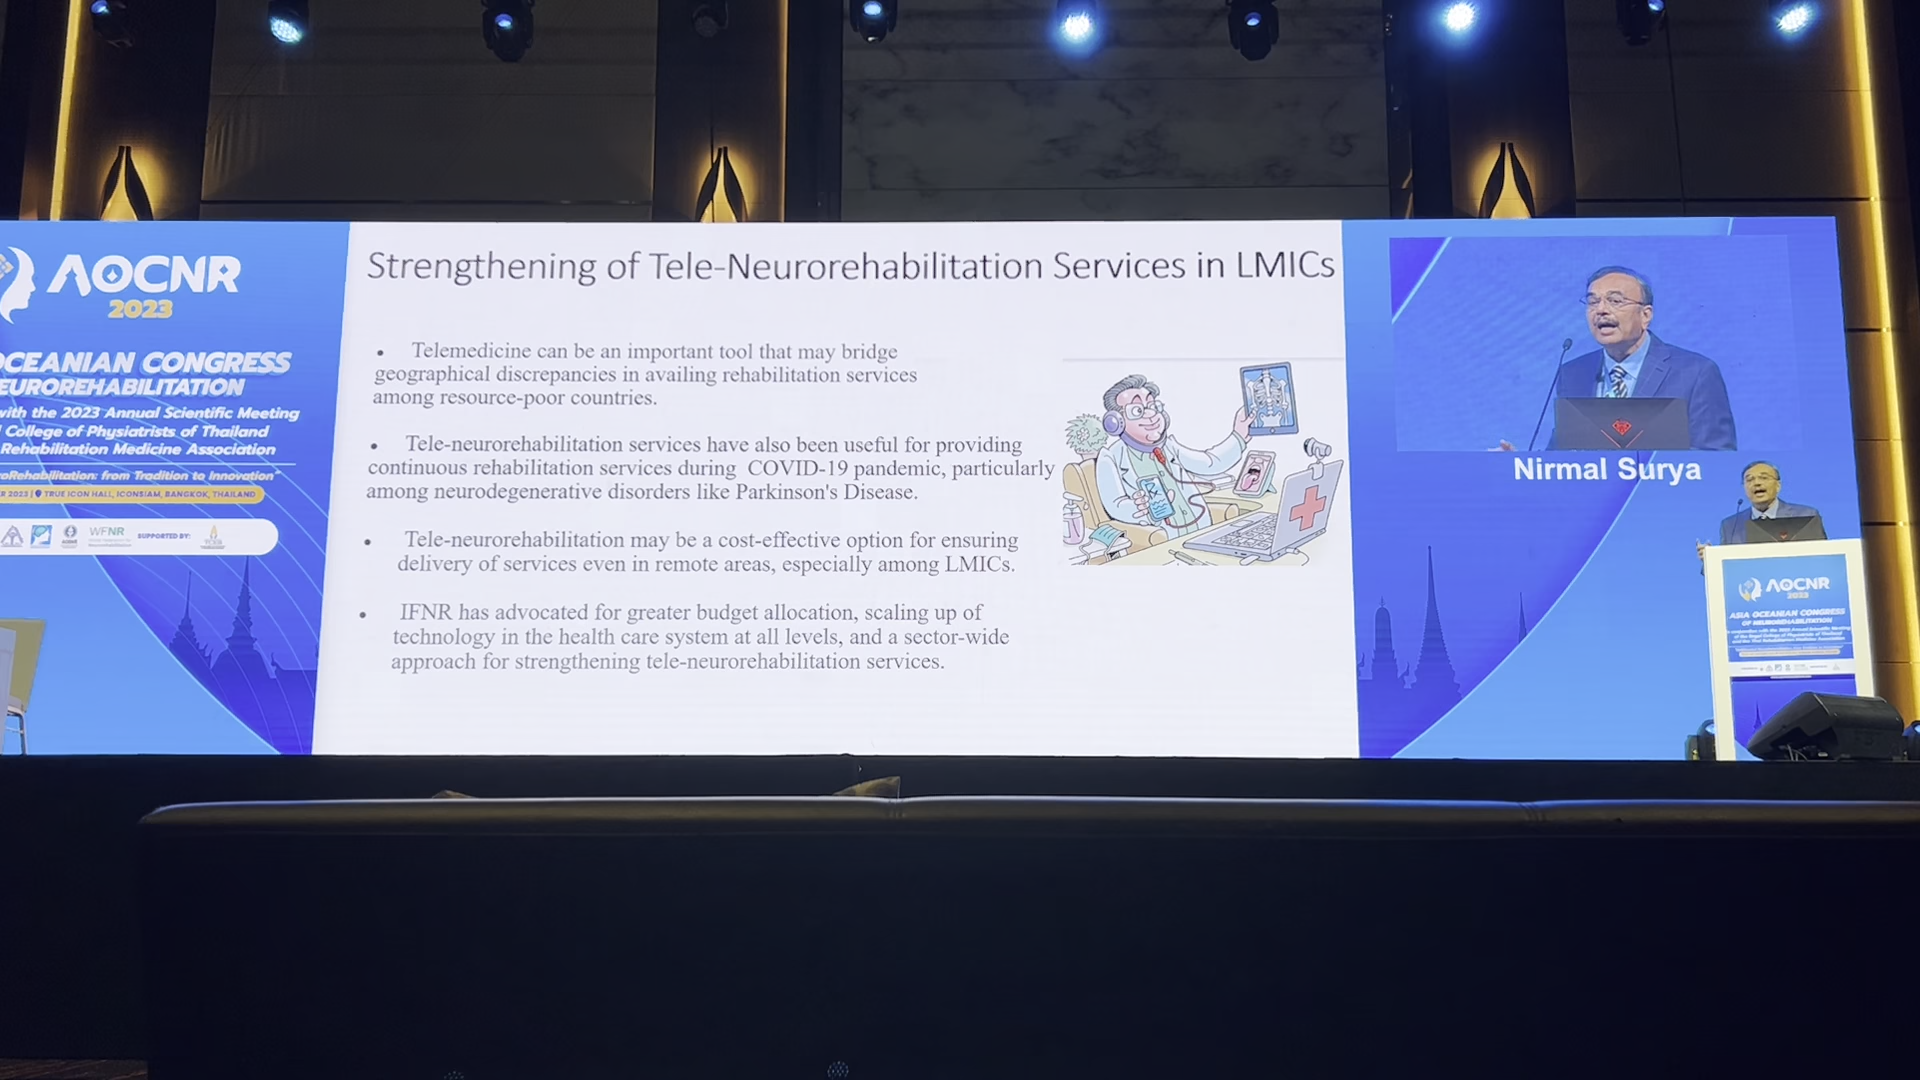 AOCNR
2023
OCEANIAN CONGRESS
EUROREHABILITATION
with the 2023 Annual Scientific Meeting
College of Physiatrists of Thailand
Rehabilitation Medicine Association
Rehabilitation: from Tradition to Innovation"
2023 | TRUE ICON HALL, ICONSIAM, BANGKOK, THAILAND
WFNR
SUPPORTED BY:
Strengthening of Tele-Neurorehabilitation Services in LMICs
• Telemedicine can be an important tool that may bridge
geographical discrepancies in availing rehabilitation services
among resource-poor countries.
• Tele-neurorehabilitation services have also been useful for providing
continuous rehabilitation services during COVID-19 pandemic, particularly
among neurodegenerative disorders like Parkinson's Disease.
• Tele-neurorehabilitation may be a cost-effective option for ensuring
delivery of services even in remote areas, especially among LMICs.
• IFNR has advocated for greater budget allocation, scaling up of
technology in the health care system at all levels, and a sector-wide
approach for strengthening tele-neurorehabilitation services.
Nirmal Surya
AOCNR
2023
ASIA OCEANIAN CONGRESS
OF NEUROREHABILITATION